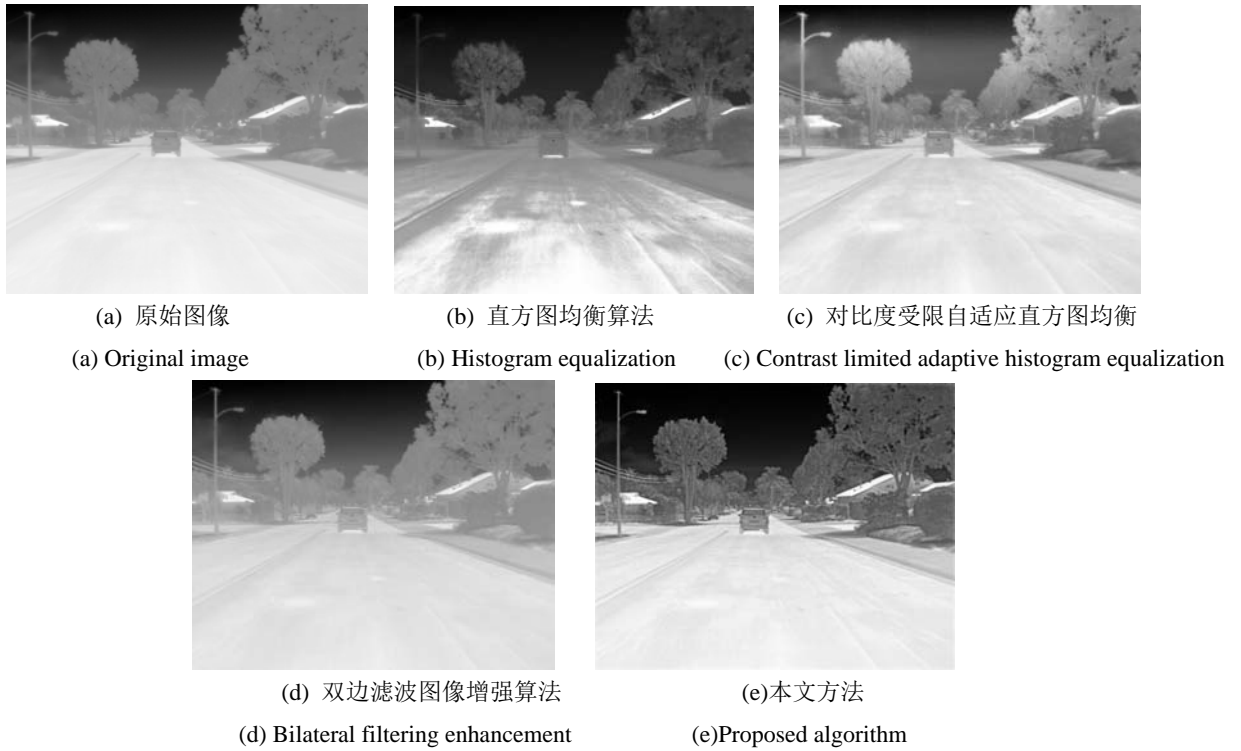 (a) 原始图像
(b) 直方图均衡算法
(c) 对比度受限自适应直方图均衡
(a) Original image
(b) Histogram equalization
(c) Contrast limited adaptive histogram equalization
(d) 双边滤波图像增强算法
(e)本文方法
(d) Bilateral filtering enhancement
(e)Proposed algorithm